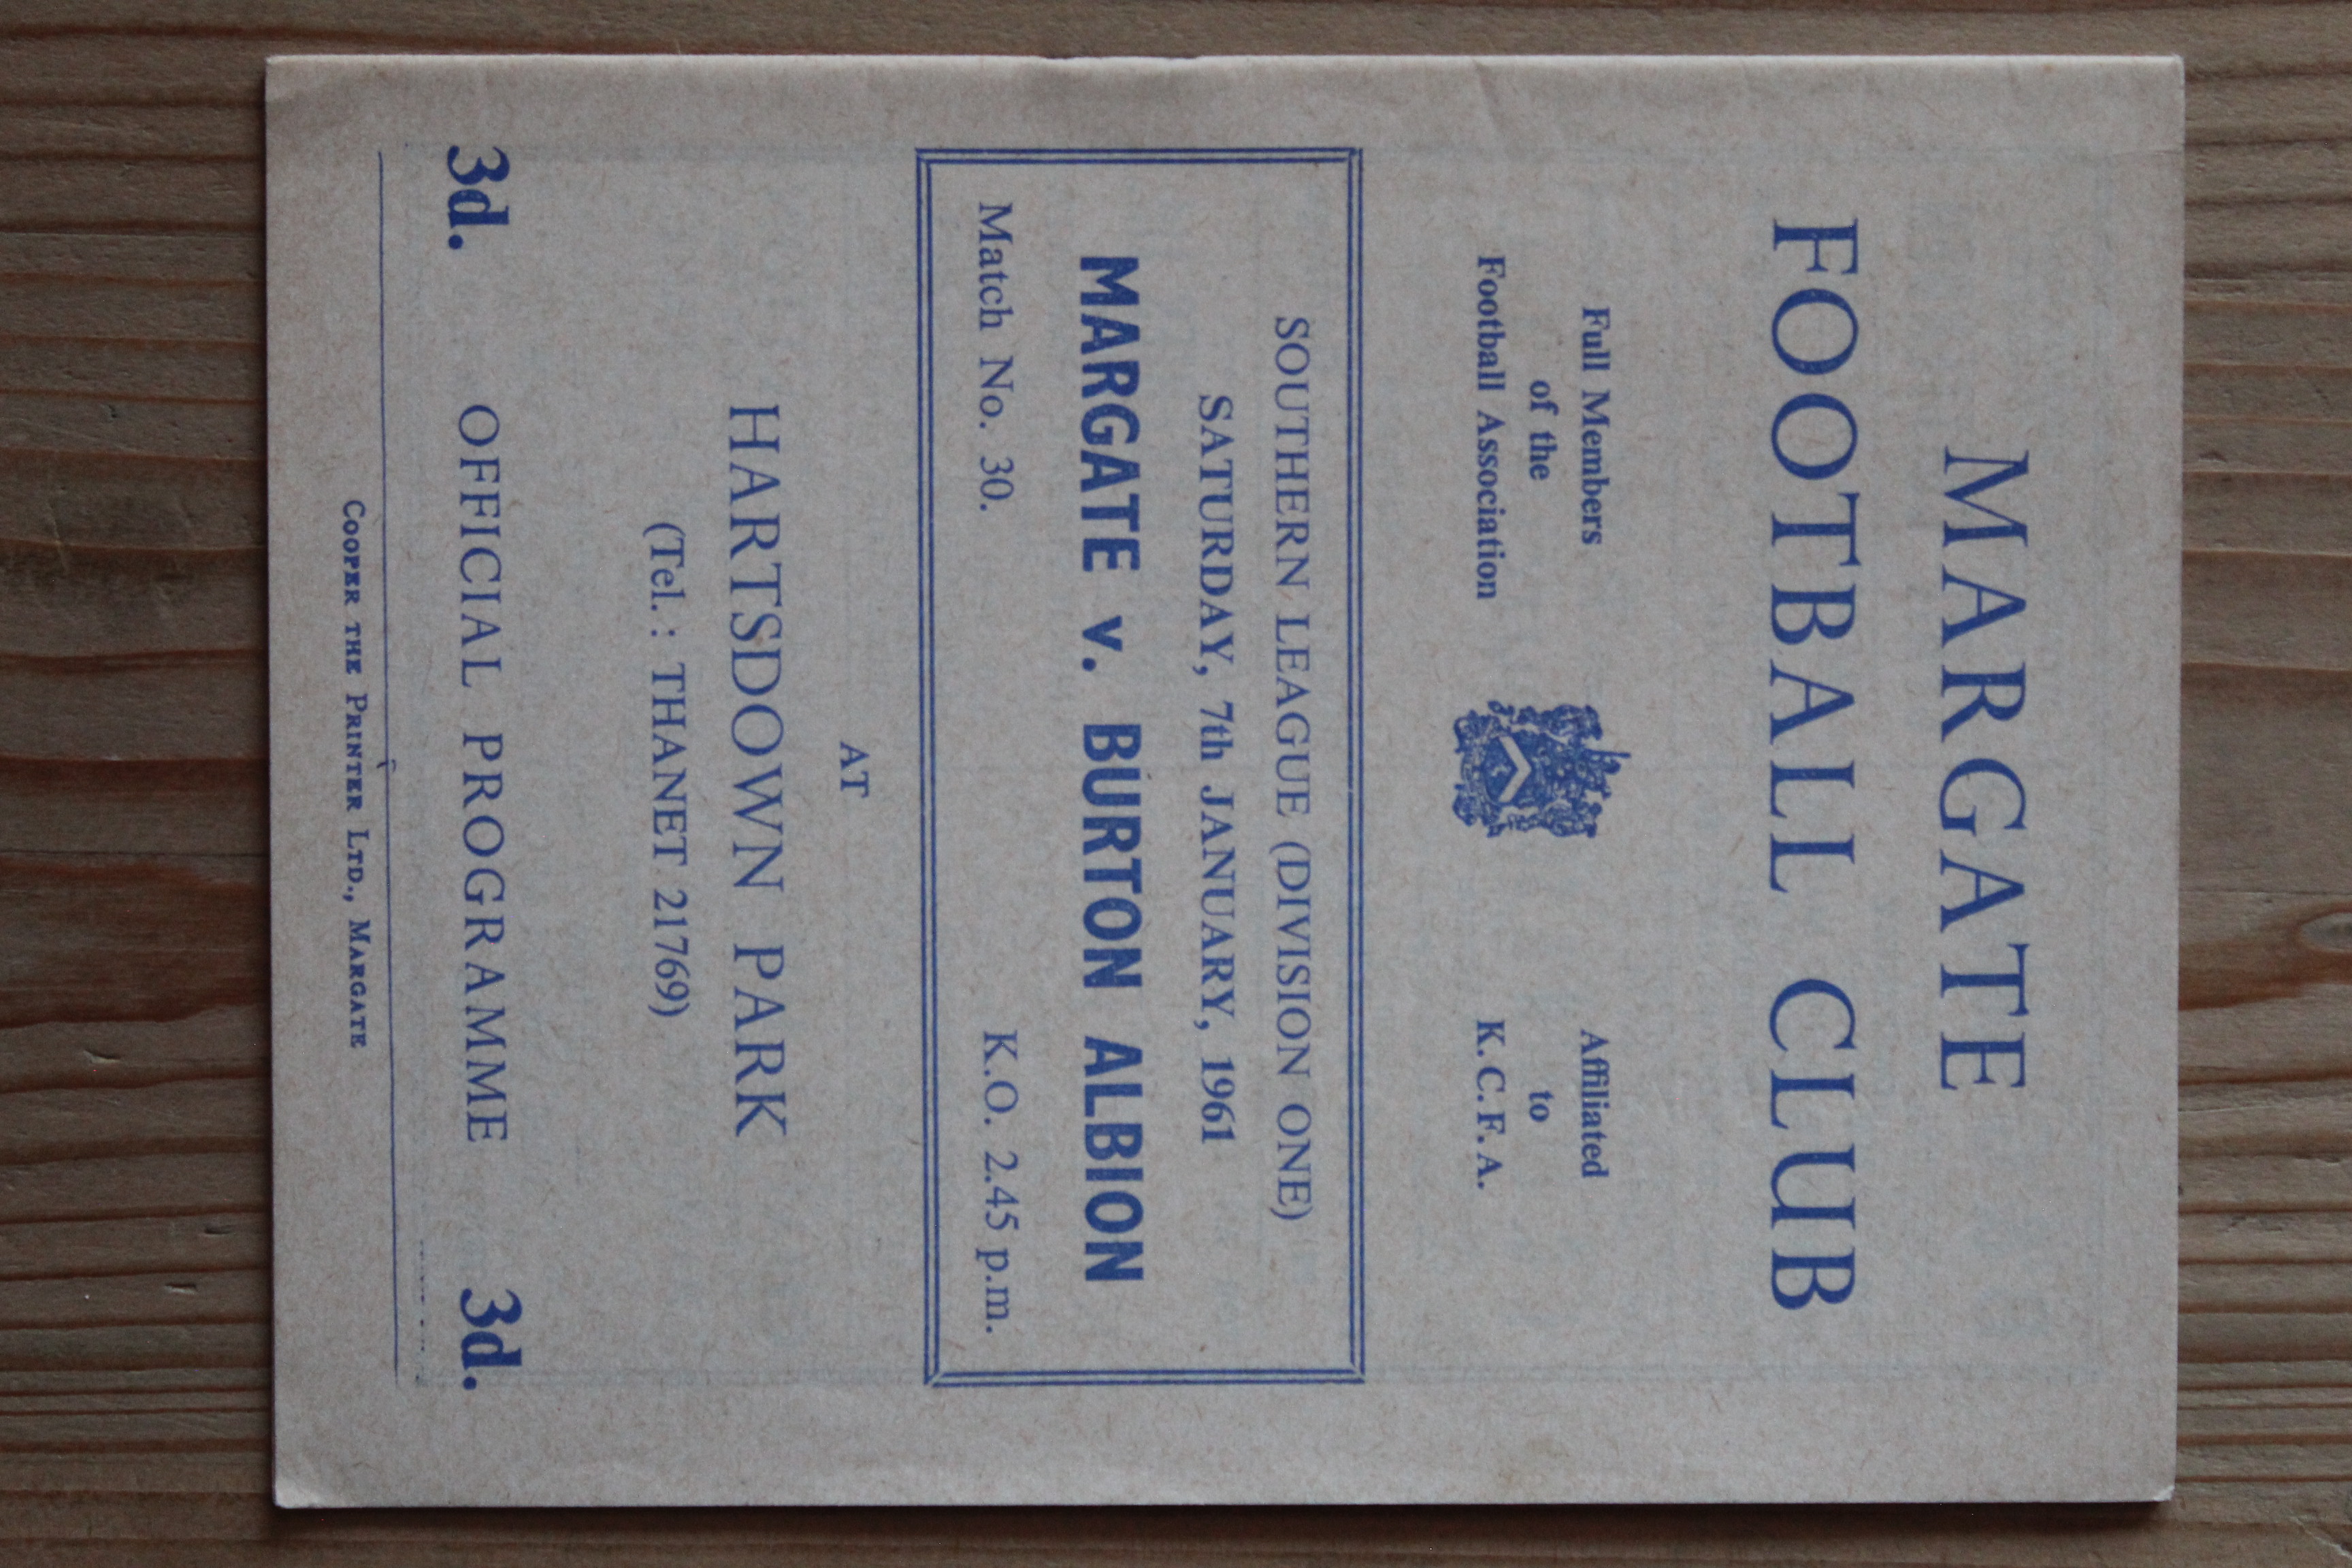 MARGATE
FOOTBALL CLUB
Full Members
of the
Football Association
Affiliated
to
K.C.F.A.
SOUTHERN LEAGUE (DIVISION ONE)
SATURDAY, 7th JANUARY, 1961
MARGATE v. BURTON ALBION
Match No. 30. K.O. 2.45 p.m.
AT
HARTSDOWN PARK
(Tel.: THANET 21769)
3d. OFFICIAL PROGRAMME 3d.
COOPER THE PRINTER LTD., MARGATE